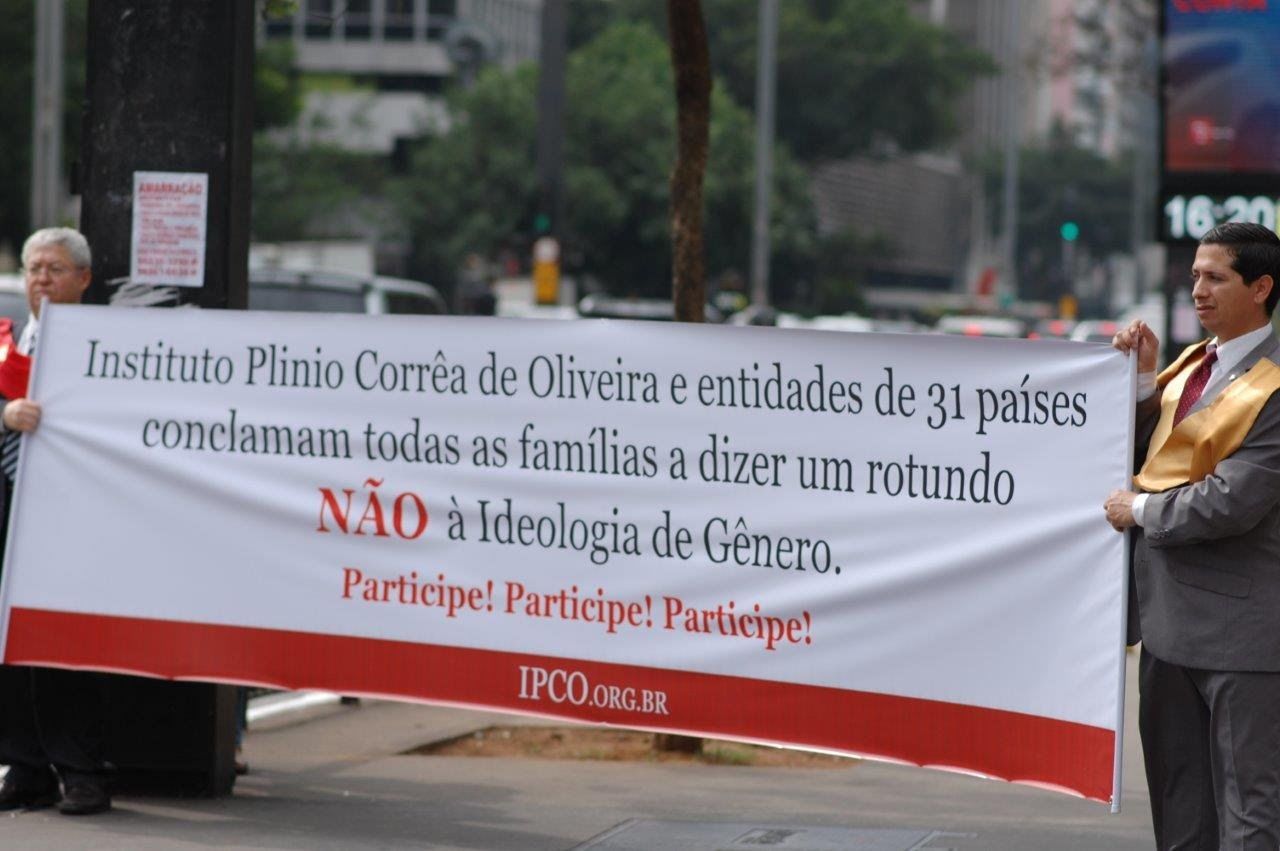 AMARRAÇÃO
16:20
Instituto Plinio Corrêa de Oliveira e entidades de 31 países
conclamam todas as famílias a dizer um rotundo
NÃO à Ideologia de Gênero.
Participe! Participe! Participe!
IPCO.ORG.BR